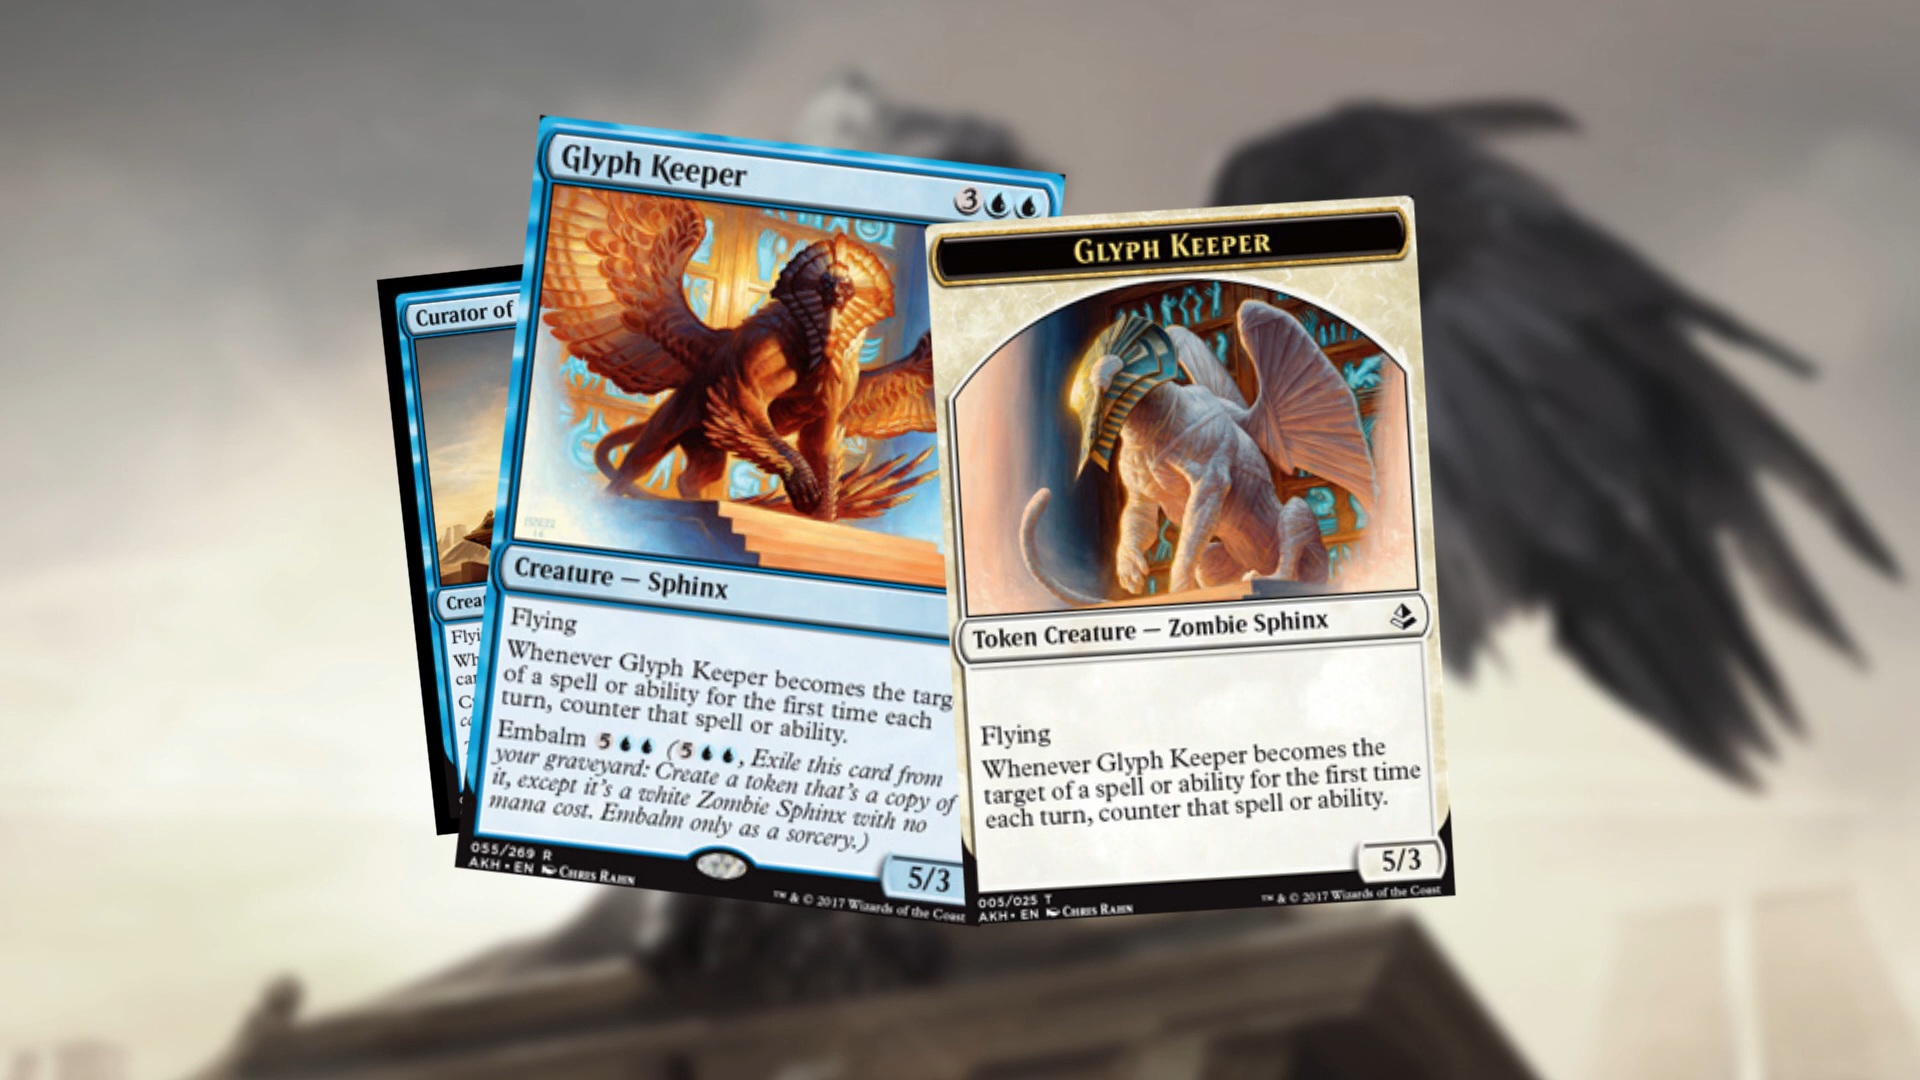 Curator of
Glyph Keeper
3
Creature — Sphinx
Flying
Whenever Glyph Keeper becomes the targ
of a spell or ability for the first time each
turn, counter that spell or ability.
Embalm 5 (5 , Exile this card from
your graveyard: Create a token that's a copy of
it, except it's a white Zombie Sphinx with no
mana cost. Embalm only as a sorcery.)
5/3
055/269 R
AKH • EN Chris Rahn
™ & © 2017 Wizards of the Coast
Glyph Keeper
Token Creature — Zombie Sphinx
Flying
Whenever Glyph Keeper becomes the
target of a spell or ability for the first time
each turn, counter that spell or ability.
5/3
005/025 T
AKH • EN Chris Rahn
™ & © 2017 Wizards of the Coast